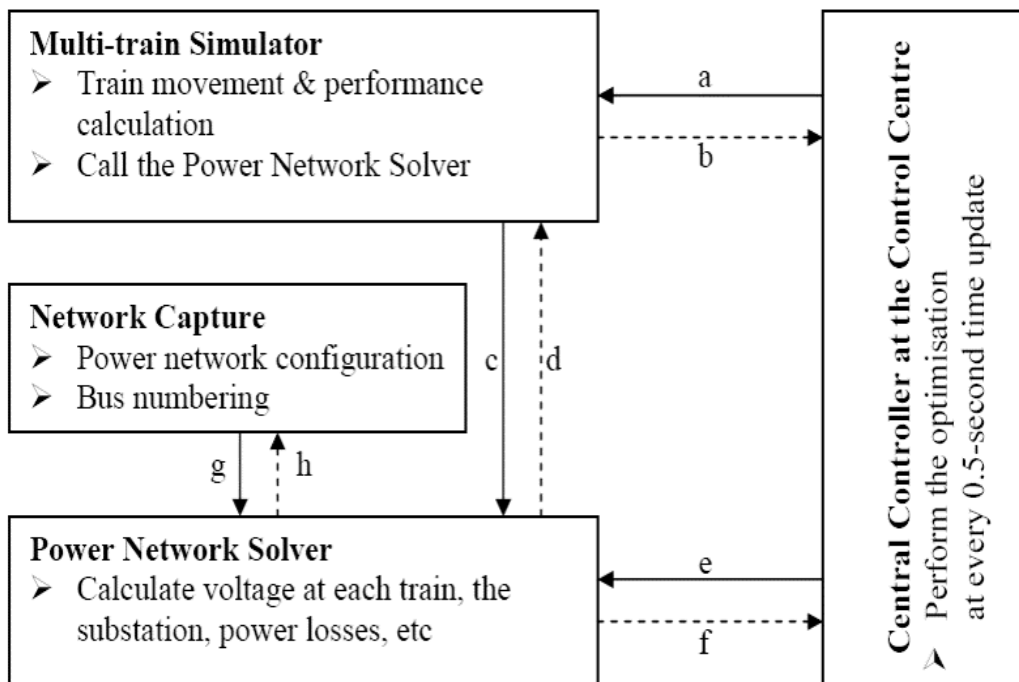 Multi-train Simulator
➢ Train movement & performance
calculation
➢ Call the Power Network Solver
a
b
Network Capture
➢ Power network configuration
➢ Bus numbering
c
d
g
h
Power Network Solver
➢ Calculate voltage at each train, the
substation, power losses, etc
e
f
Central Controller at the Control Centre
➢ Perform the optimisation
at every 0.5-second time update